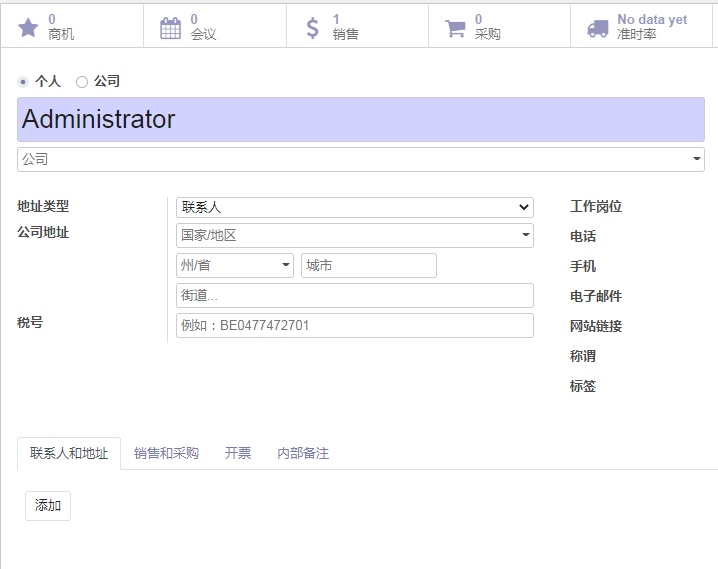 0 0 1 0 No data yet
商机 会议 销售 采购 准时率
个人 公司
Administrator
公司
地址类型 联系人 工作岗位
公司地址 国家/地区 电话
州/省 城市 手机
街道... 电子邮件
税号 例如：BE0477472701 网站链接
称谓
标签
联系人和地址 销售和采购 开票 内部备注
添加